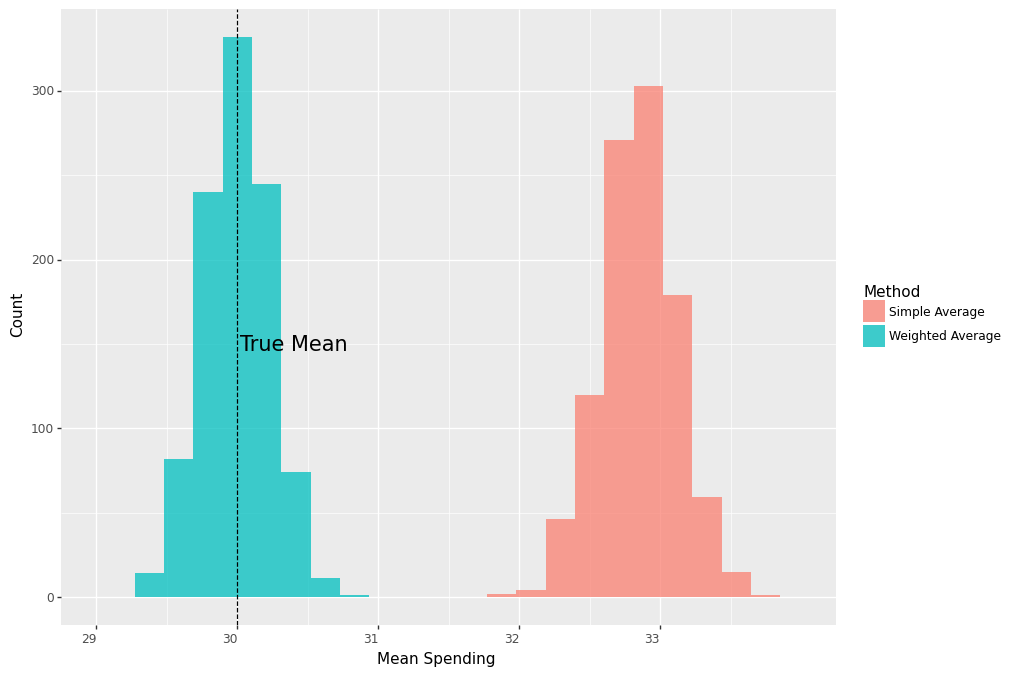 300
200
100
0
Count
True Mean
29 30 31 32 33
Mean Spending
Method
Simple Average
Weighted Average